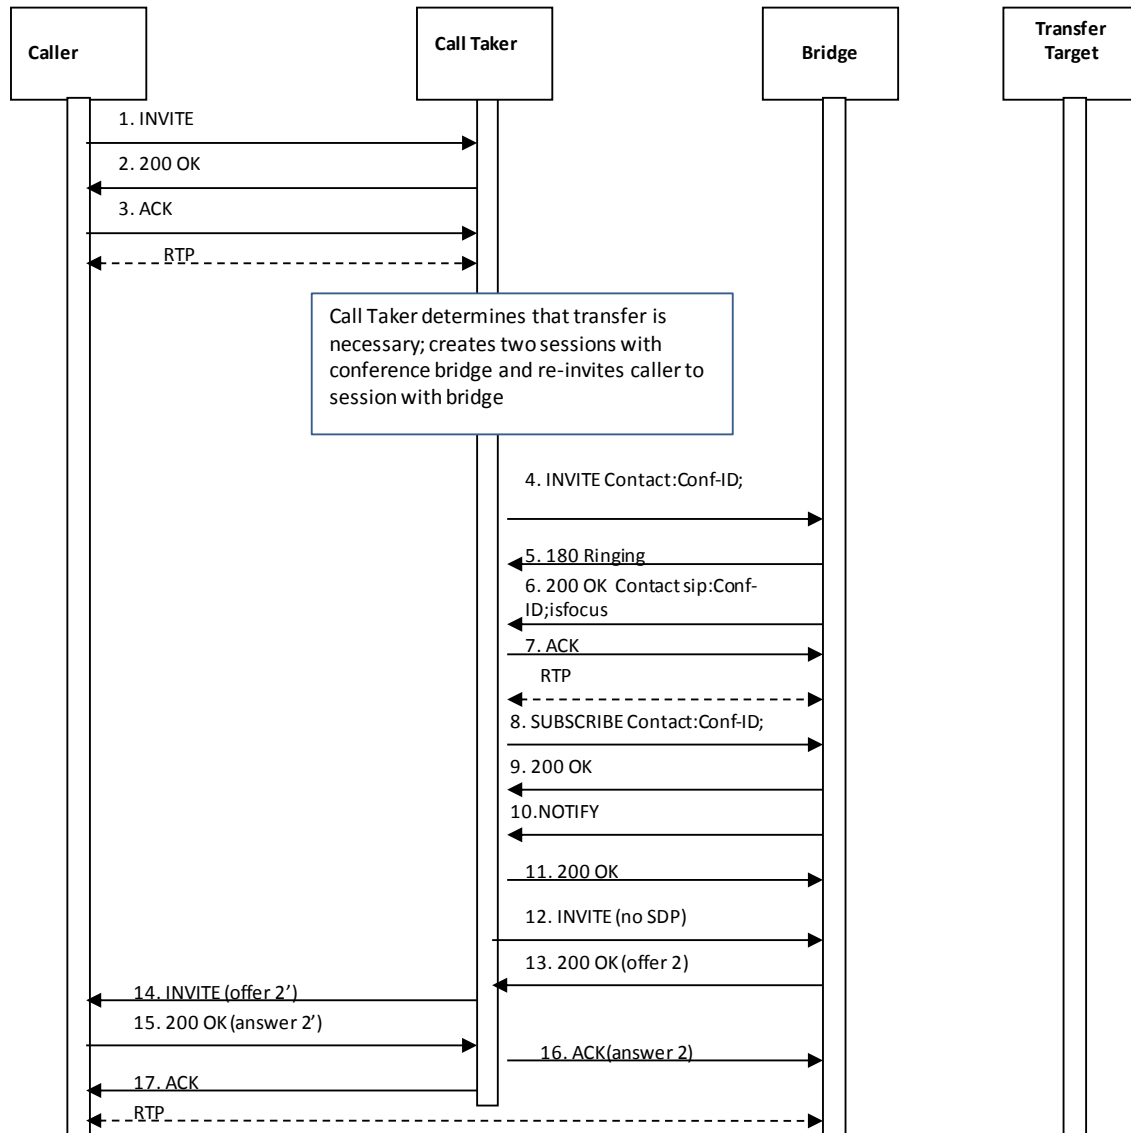 Caller
Call Taker
Bridge
Transfer
Target
1. INVITE
2. 200 OK
3. ACK
RTP
Call Taker determines that transfer is
necessary; creates two sessions with
conference bridge and re-invites caller to
session with bridge
4. INVITE Contact:Conf-ID;
5. 180 Ringing
6. 200 OK Contact sip:Conf-
ID;isfocus
7. ACK
RTP
8. SUBSCRIBE Contact:Conf-ID;
9. 200 OK
10.NOTIFY
11. 200 OK
12. INVITE (no SDP)
13. 200 OK (offer 2)
14. INVITE (offer 2’)
15. 200 OK (answer 2’)
16. ACK(answer 2)
17. ACK
RTP